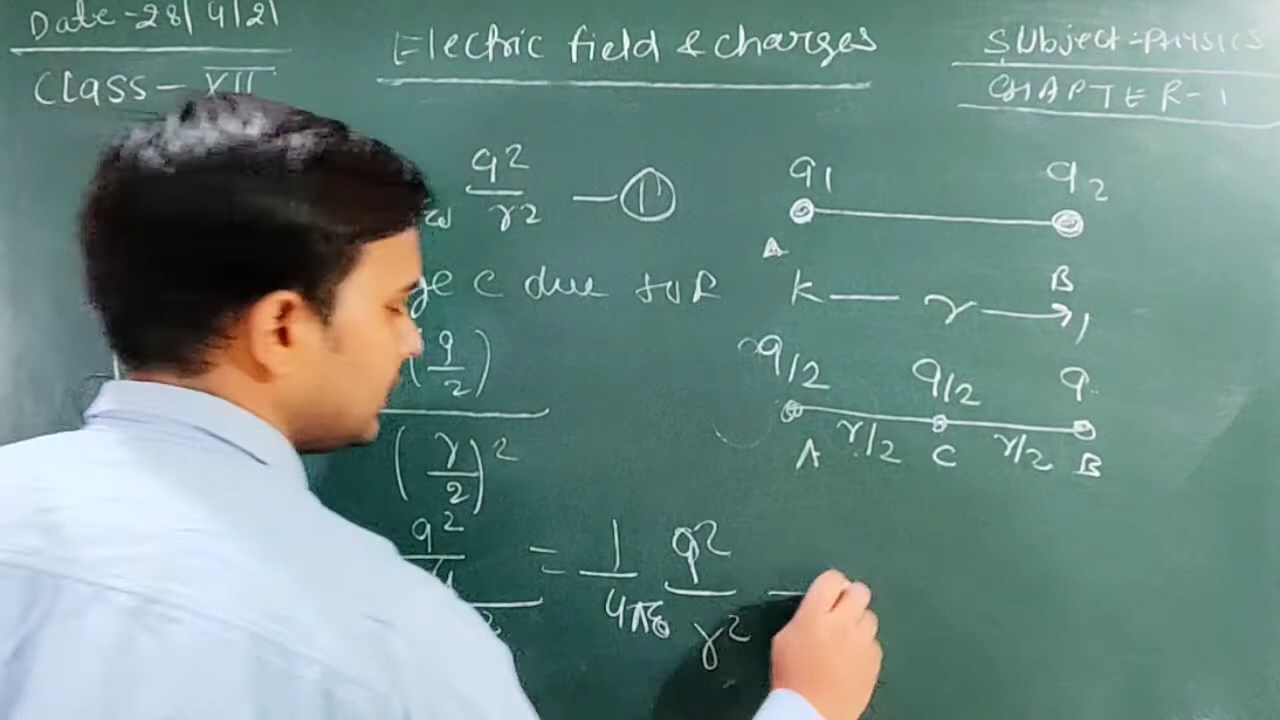 Date -28/4/21
Class - XII
Electric field & charges
Subject - PHYSICS
CHAPTER - 1
q2
r2 - 11
C due to
(q/2)
(r/2)2
q2
= 1/4πε0 q2/r2 -
q1 q2
A B
k— r →1
q/2 q/2 q
A r/2 C r/2 B